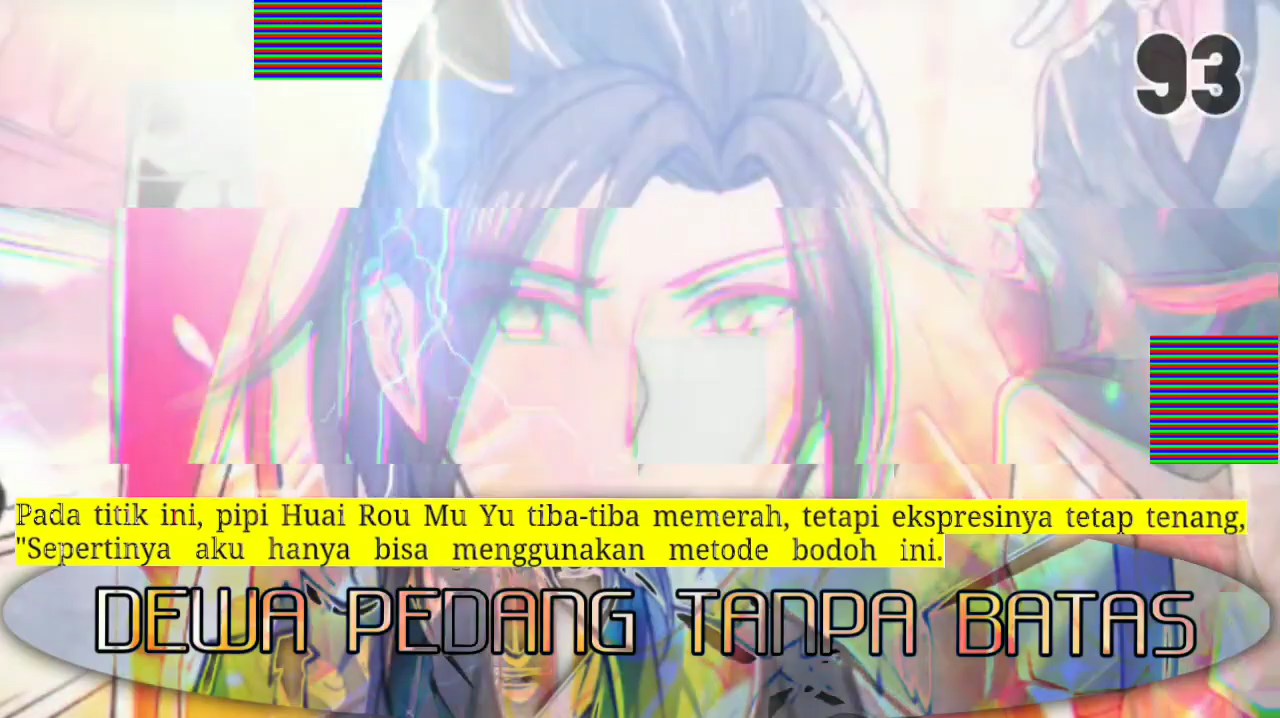 93
Pada titik ini, pipi Huai Rou Mu Yu tiba-tiba memerah, tetapi ekspresinya tetap tenang,
"Sepertinya aku hanya bisa menggunakan metode bodoh ini.
DEWA PEDANG TANPA BATAS